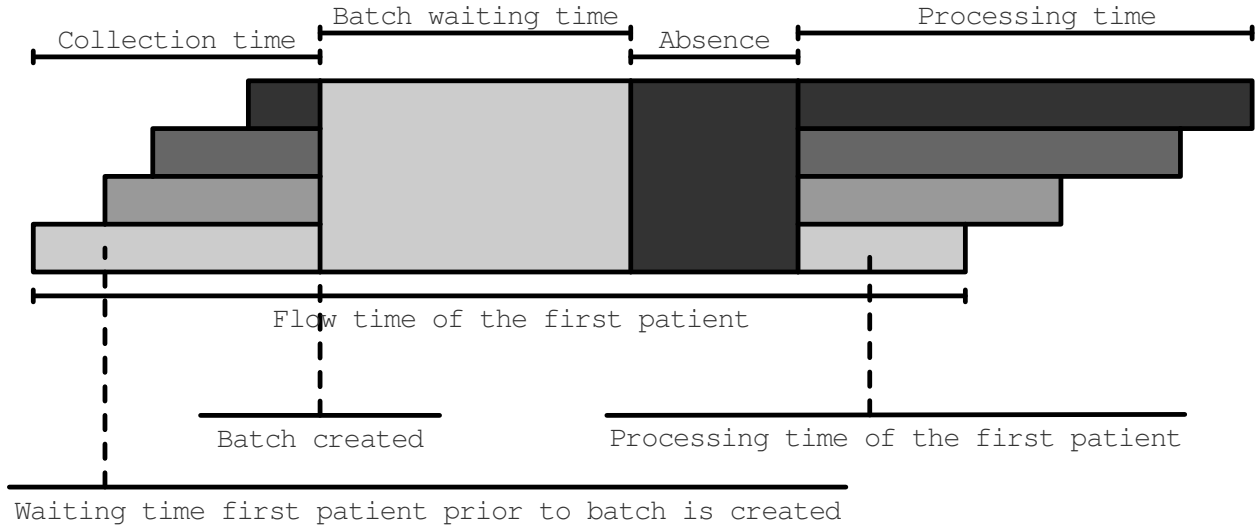 Batch waiting time
Processing time
Collection time
Absence
Flow time of the first patient
Batch created
Processing time of the first patient
Waiting time first patient prior to batch is created